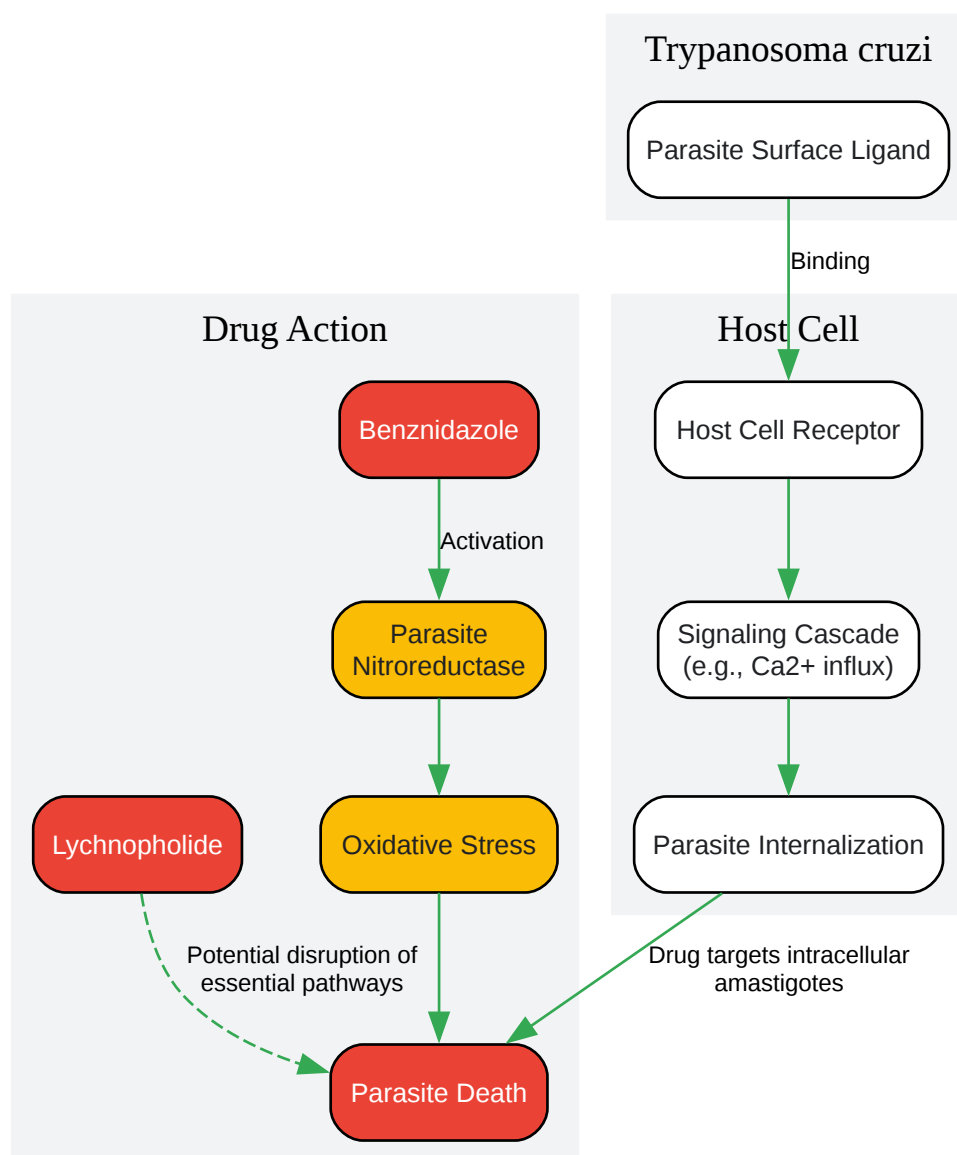 Trypanosoma cruzi
Parasite Surface Ligand
Binding
Drug Action
Host Cell
Benznidazole
Host Cell Receptor
Activation
Parasite
Nitroreductase
Signaling Cascade
(e.g., Ca2+ influx)
Lychnopholide
Oxidative Stress
Parasite Internalization
Potential disruption of
essential pathways
Drug targets intracellular
amastigotes
Parasite Death